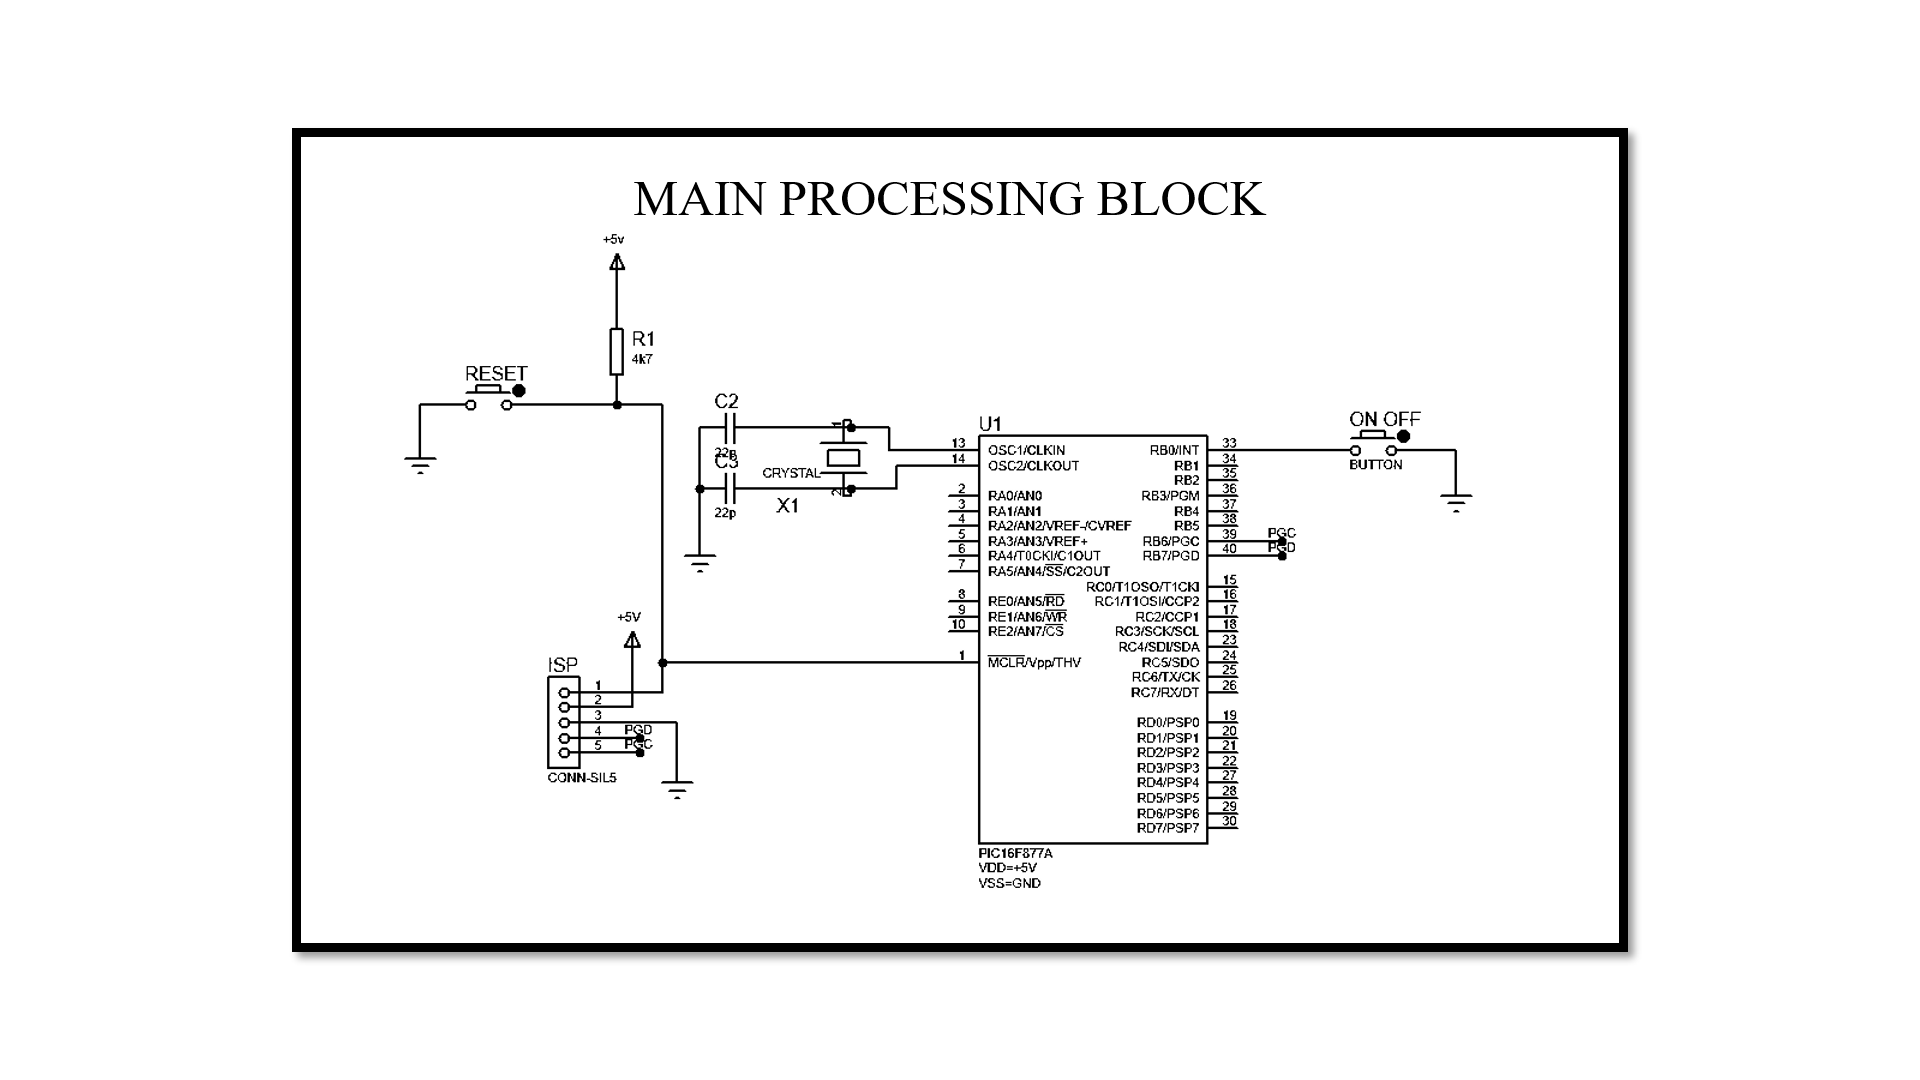 MAIN PROCESSING BLOCK
+5v
R1
4k7
RESET
C2
22p
C3
22p
CRYSTAL
X1
1
2
U1
13 OSC1/CLKIN
14 OSC2/CLKOUT
2 RA0/AN0
3 RA1/AN1
4 RA2/AN2/VREF-/CVREF
5 RA3/AN3/VREF+
6 RA4/T0CKI/C1OUT
7 RA5/AN4/SS/C2OUT
8 RE0/AN5/RD
9 RE1/AN6/WR
10 RE2/AN7/CS
1 MCLR/Vpp/THV
RB0/INT 33
RB1 34
RB2 35
RB3/PGM 36
RB4 37
RB5 38
RB6/PGC 39 PGC
RB7/PGD 40 PGD
RC0/T1OSO/T1CKI 15
RC1/T1OSI/CCP2 16
RC2/CCP1 17
RC3/SCK/SCL 18
RC4/SDI/SDA 23
RC5/SDO 24
RC6/TX/CK 25
RC7/RX/DT 26
RD0/PSP0 19
RD1/PSP1 20
RD2/PSP2 21
RD3/PSP3 22
RD4/PSP4 27
RD5/PSP5 28
RD6/PSP6 29
RD7/PSP7 30
PIC16F877A
VDD=+5V
VSS=GND
ON OFF
BUTTON
+5V
ISP
1
2
3
4 PGD
5 PGC
CONN-SIL5